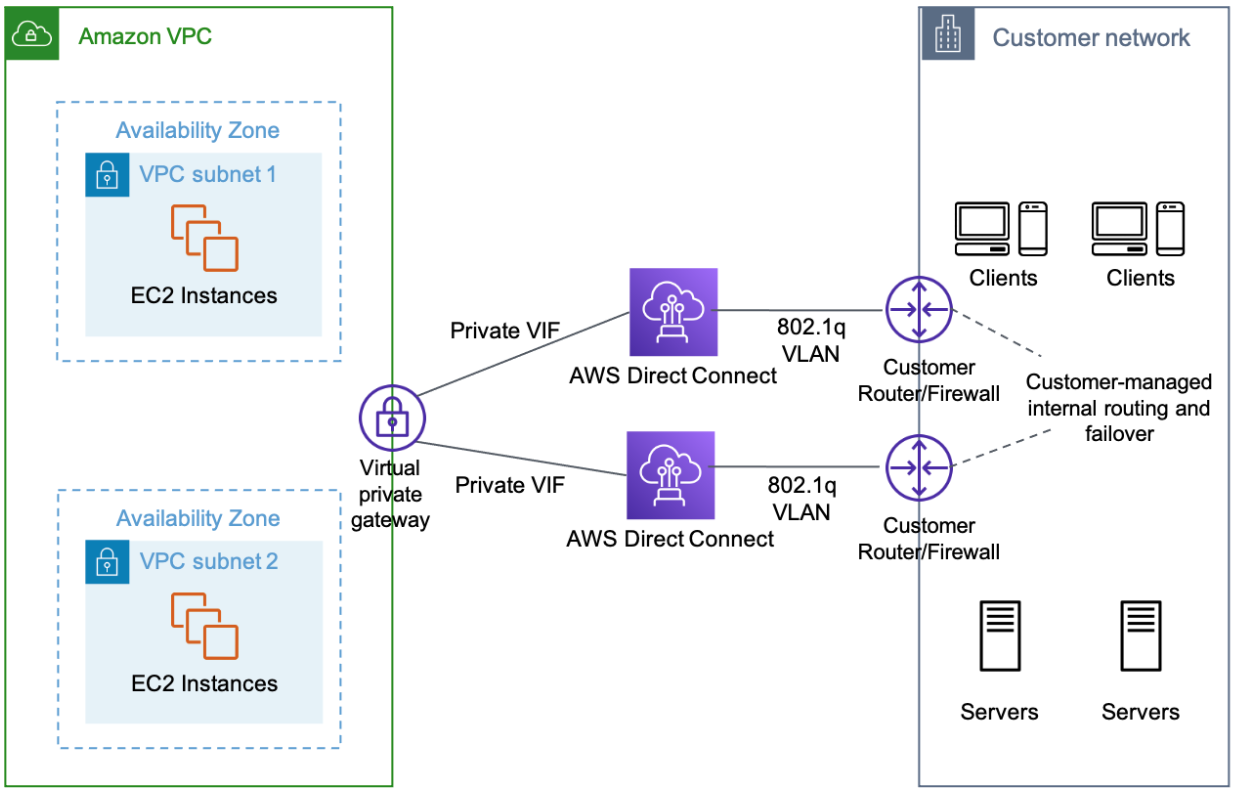 Amazon VPC
Customer network
Availability Zone
VPC subnet 1
EC2 Instances
Availability Zone
VPC subnet 2
EC2 Instances
Virtual
private
gateway
Private VIF
Private VIF
AWS Direct Connect
AWS Direct Connect
802.1q
VLAN
802.1q
VLAN
Clients
Clients
Customer
Router/Firewall
Customer-managed
internal routing and
failover
Customer
Router/Firewall
Servers
Servers